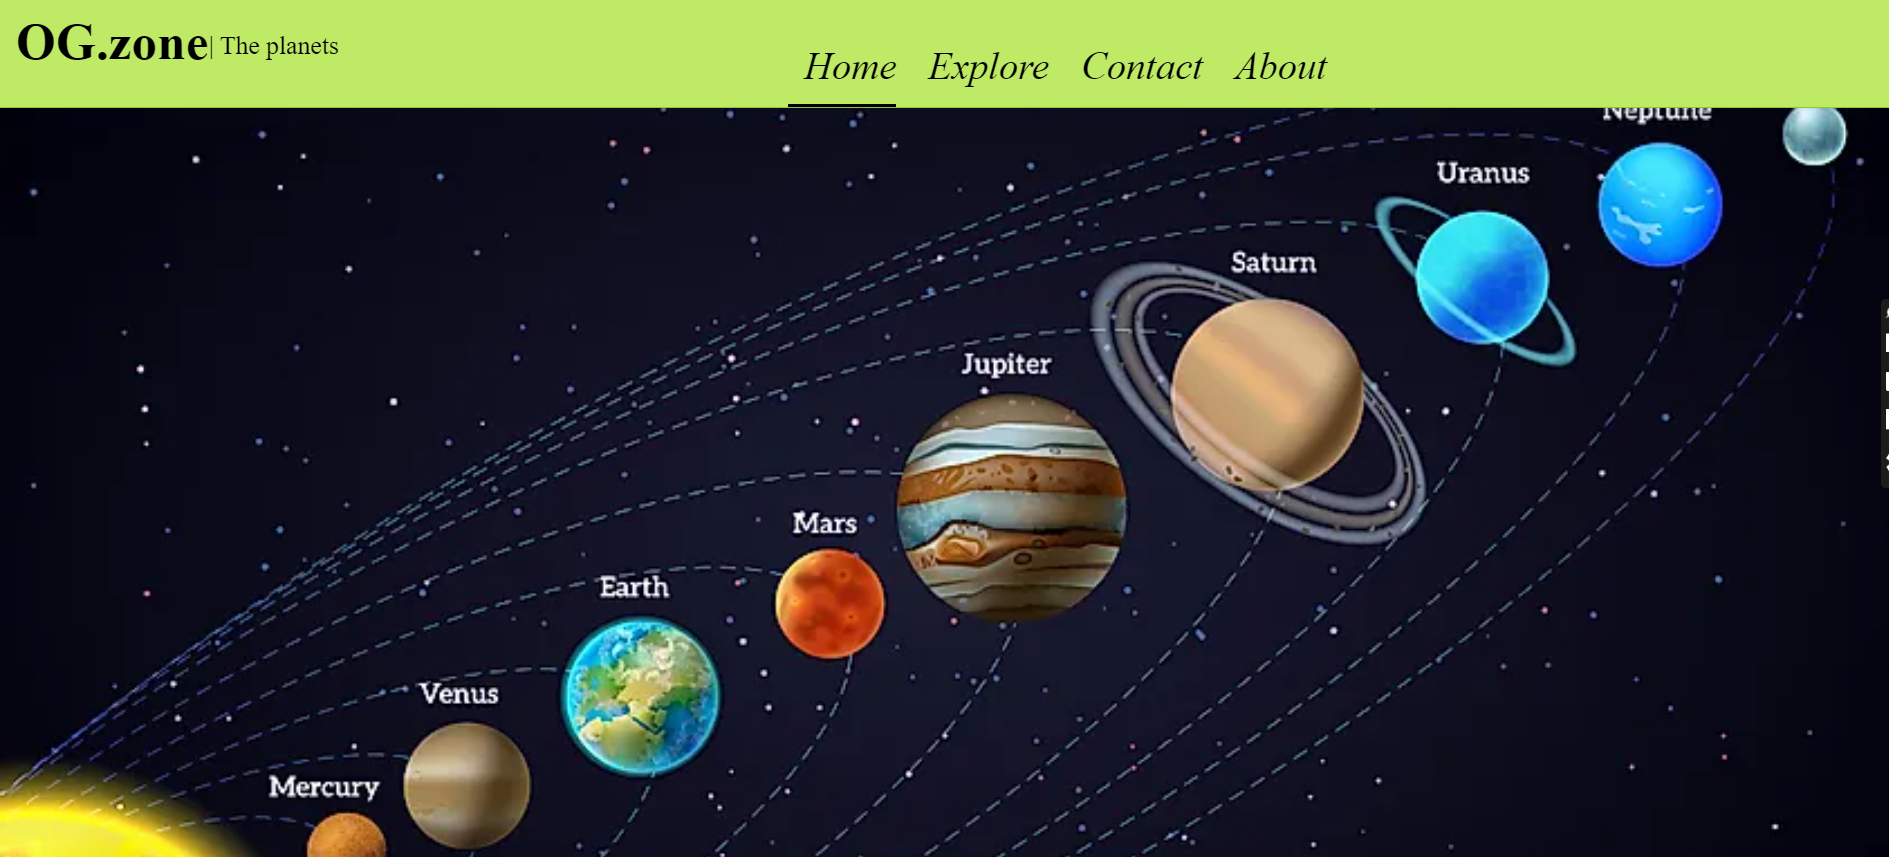 OG.zone| The planets
Home Explore Contact About
Neptune
Uranus
Saturn
Jupiter
Mars
Earth
Venus
Mercury